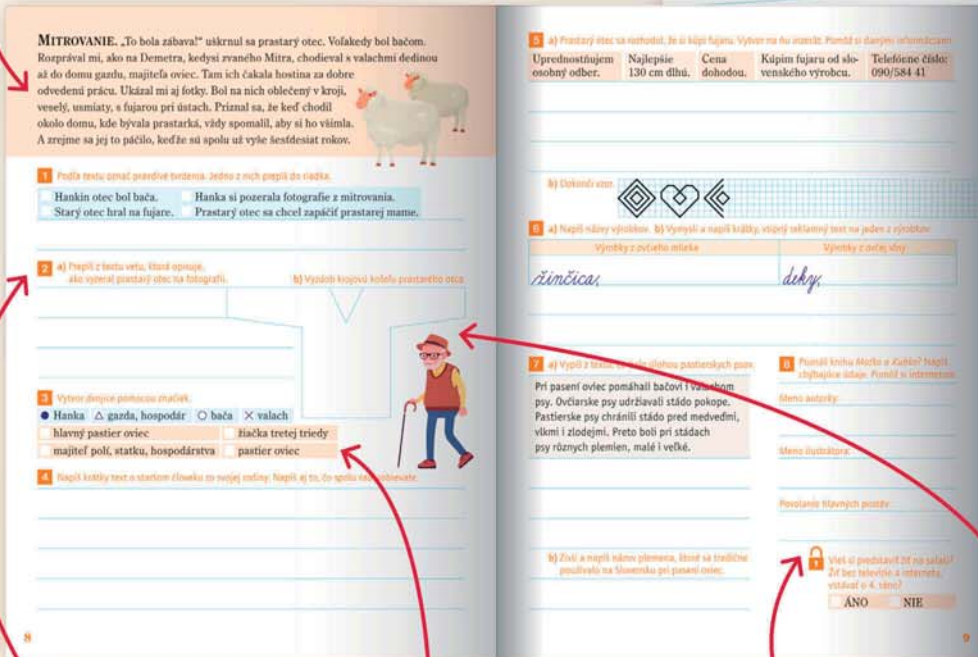 MITROVANIE. „To bola zábava!“ uškrnul sa prastarý otec. Voľakedy bol bačom.
Rozprával mi, ako na Demetra, kedysi zvaného Mitra, chodieval s valachmi dedinou
až do domu gazdu, majiteľa oviec. Tam ich čakala hostina za dobre
odvedenú prácu. Ukázal mi aj fotky. Bol na nich oblečený v kroji,
veselý, usmiaty, s fujarou pri ústach. Priznal sa, že keď chodil
okolo domu, kde bývala prastarká, vždy spomalil, aby si ho všimla.
A zrejme sa jej to páčilo, keďže sú spolu už vyše šesťdesiat rokov.
1 Podľa textu označ pravdivé tvrdenia. Jedno z nich prepíš do riadka.
Hankin otec bol bača. Hanka si pozerala fotografie z mitrovania.
Starý otec hral na fujare. Prastarý otec sa chcel zapáčiť prastarej mame.
2 a) Prepíš z textu vetu, ktorá opisuje,
ako vyzeral prastarý otec na fotografii. b) Vyzdob krojovú košeľu prastarého otca.
3 Vytvor dvojice pomocou značiek.
Hanka gazda, hospodár bača valach
hlavný pastier oviec žiačka tretej triedy
majiteľ polí, statku, hospodárstva pastier oviec
4 Napíš krátky text o staršom človeku zo svojej rodiny. Napíš aj to, čo spolu
8
5 a) Prastarý otec sa rozhodol, že si kúpi fujaru. Vytvor na ňu inzerát. Pomôž si danými informáciami.
Uprednostňujem osobný odber. Najlepšie 130 cm dlhú. Cena dohodou. Kúpim fujaru od slovenského výrobcu. Telefónne číslo: 090/584 41
b) Dokonči vzor.
6 a) Napíš názvy výrobkov. b) Vymysli a napíš krátky, vtipný reklamný text na jeden z výrobkov.
Výrobky z ovčieho mlieka Výrobky z ovčej vlny
žinčica, deky,
7 a) Vypíš z textu, úlohou pastierskych psov.
Pri pasení oviec pomáhali bačovi i valachom
psy. Ovčiarske psy udržiavali stádo pokope.
Pastierske psy chránili stádo pred medveďmi,
vlkmi i zlodejmi. Preto boli pri stádach
psy rôznych plemien, malé i veľké.
b) Zisti a napíš názov plemena, ktoré sa tradične
používalo na Slovensku pri pasení oviec.
8 Poznáš knihu Maťko a Kubko? Napíš
chýbajúce údaje. Pomôž si internetom.
Meno autorky:
Meno ilustrátora:
Povolanie hlavných postáv:
Vieš si predstaviť žiť na salaši?
Žiť bez televízie a internetu,
vstávať o 4. ráno?
ÁNO NIE
9